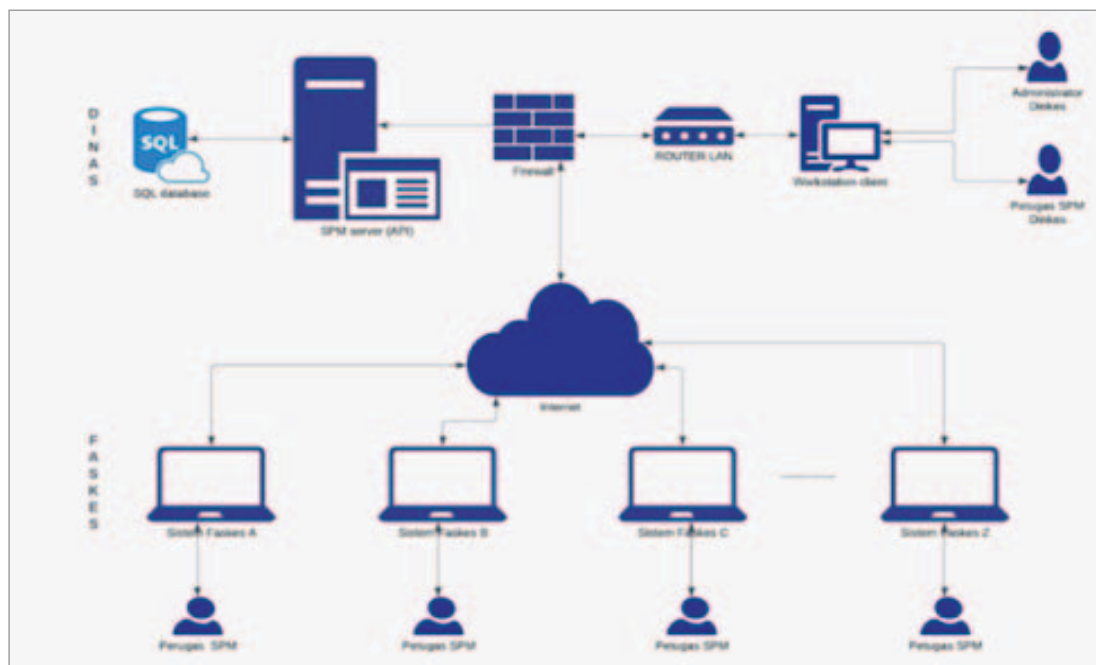 DINAS
SQL
SQL database
SPM server (API)
Firewall
ROUTER LAN
Workstation client
Administrator
Dinkes
Petugas SPM
Dinkes
Internet
FASKES
Sistem Faskes A
Sistem Faskes B
Sistem Faskes C
Sistem Faskes Z
Petugas SPM
Petugas SPM
Petugas SPM
Petugas SPM